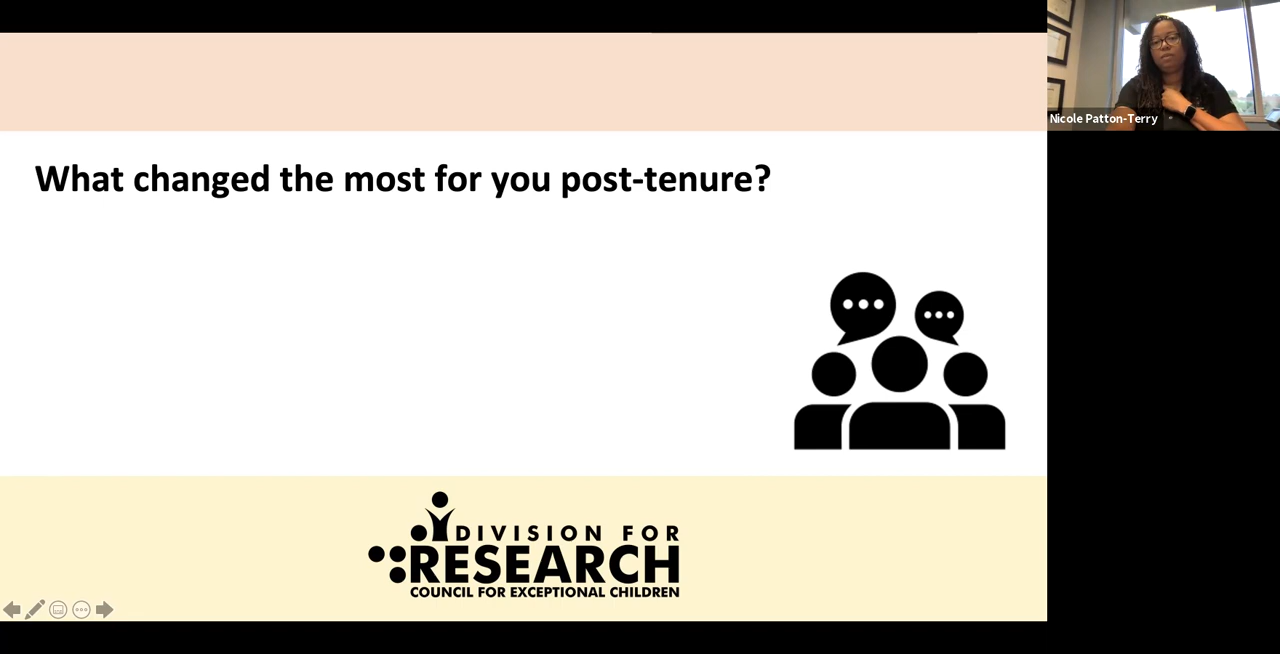 Nicole Patton-Terry
What changed the most for you post-tenure?
DIVISION FOR
RESEARCH
COUNCIL FOR EXCEPTIONAL CHILDREN